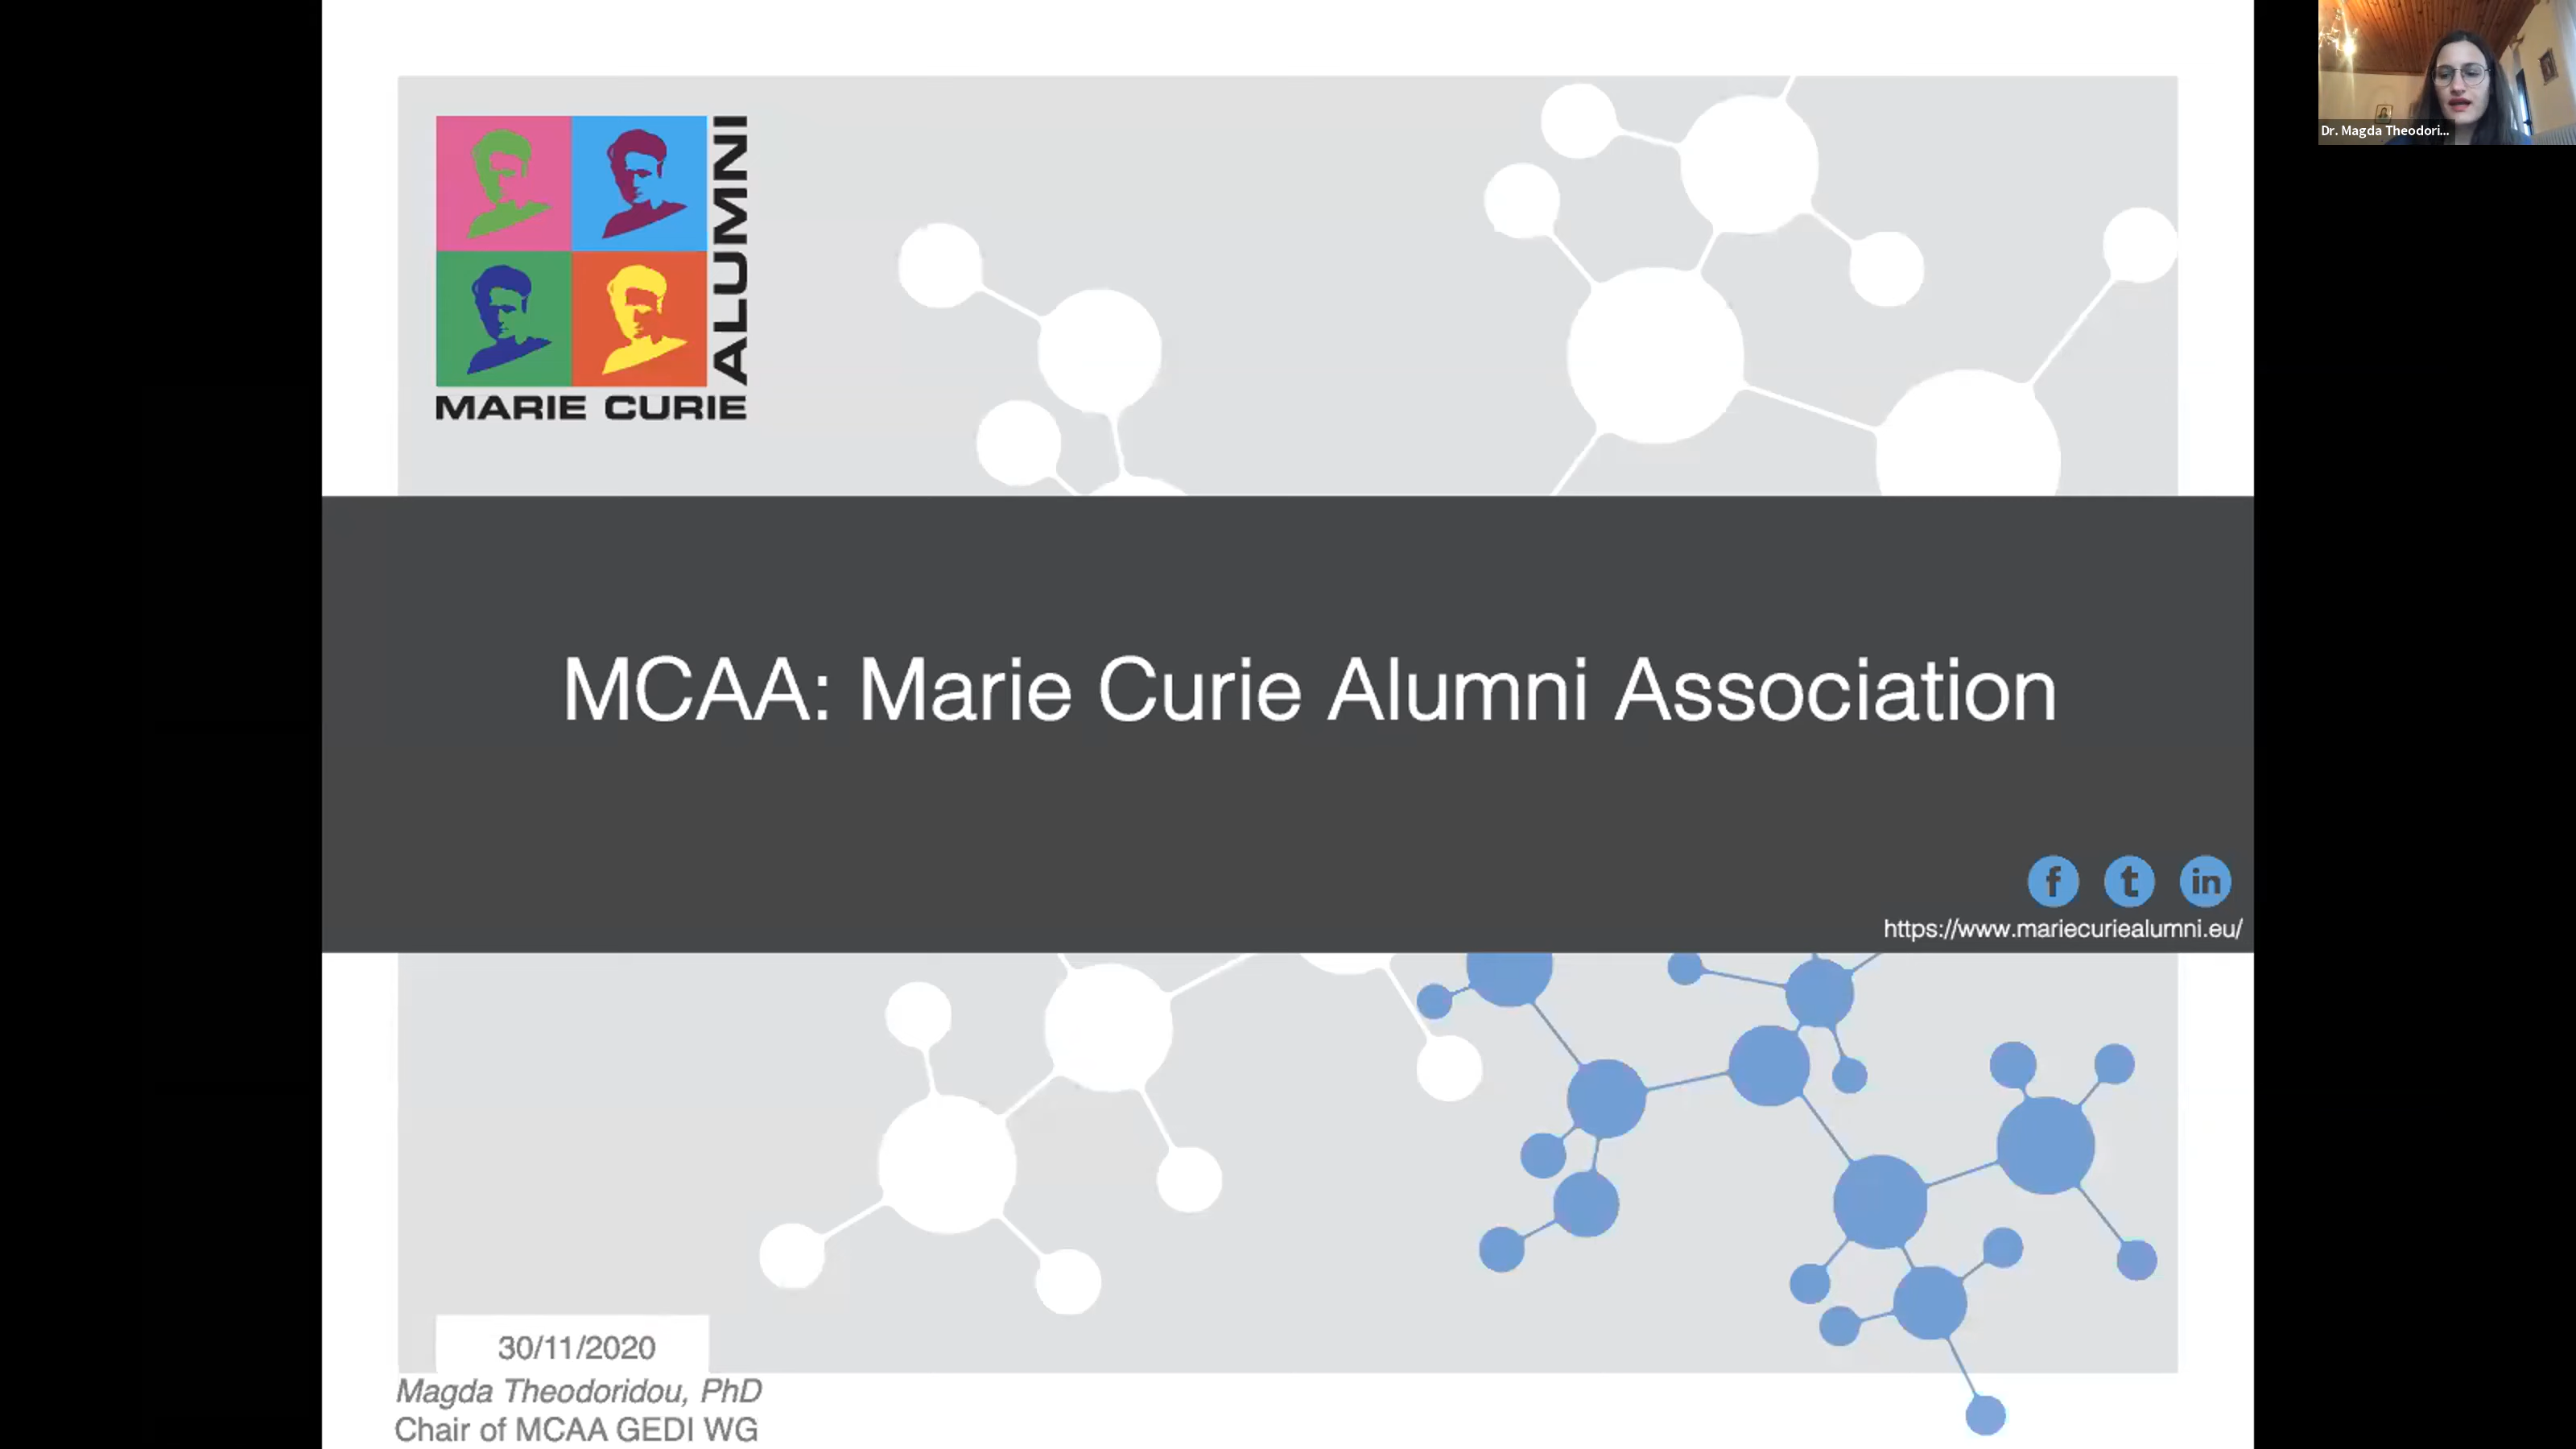 ALUMNI
MARIE CURIE
Dr. Magda Theodori...
MCAA: Marie Curie Alumni Association
f t in
https://www.mariecuriealumni.eu/
30/11/2020
Magda Theodoridou, PhD
Chair of MCAA GEDI WG